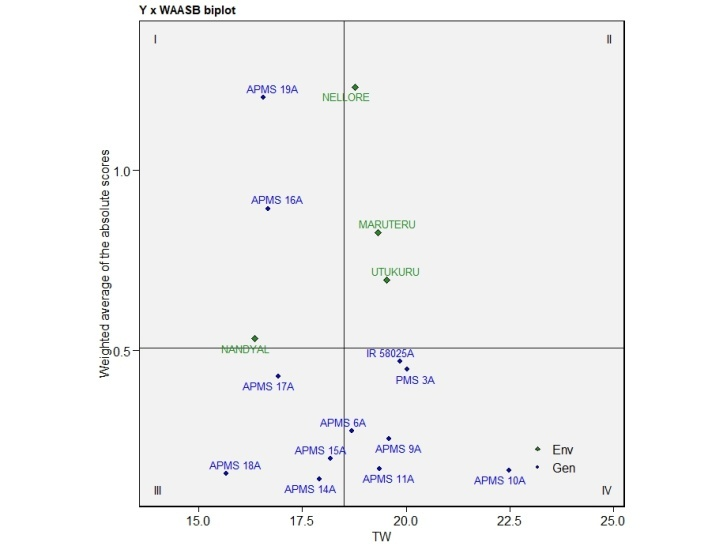 Y x WAASB biplot
I
II
APMS 19A
NELLORE
1.0
APMS 16A
MARUTERU
UTUKURU
NANDYAL
0.5
IR 58025A
PMS 3A
APMS 17A
APMS 6A
APMS 9A
APMS 15A
APMS 18A
APMS 11A
APMS 10A
APMS 14A
Env
Gen
III
IV
15.0
17.5
20.0
22.5
25.0
TW
Weighted average of the absolute scores